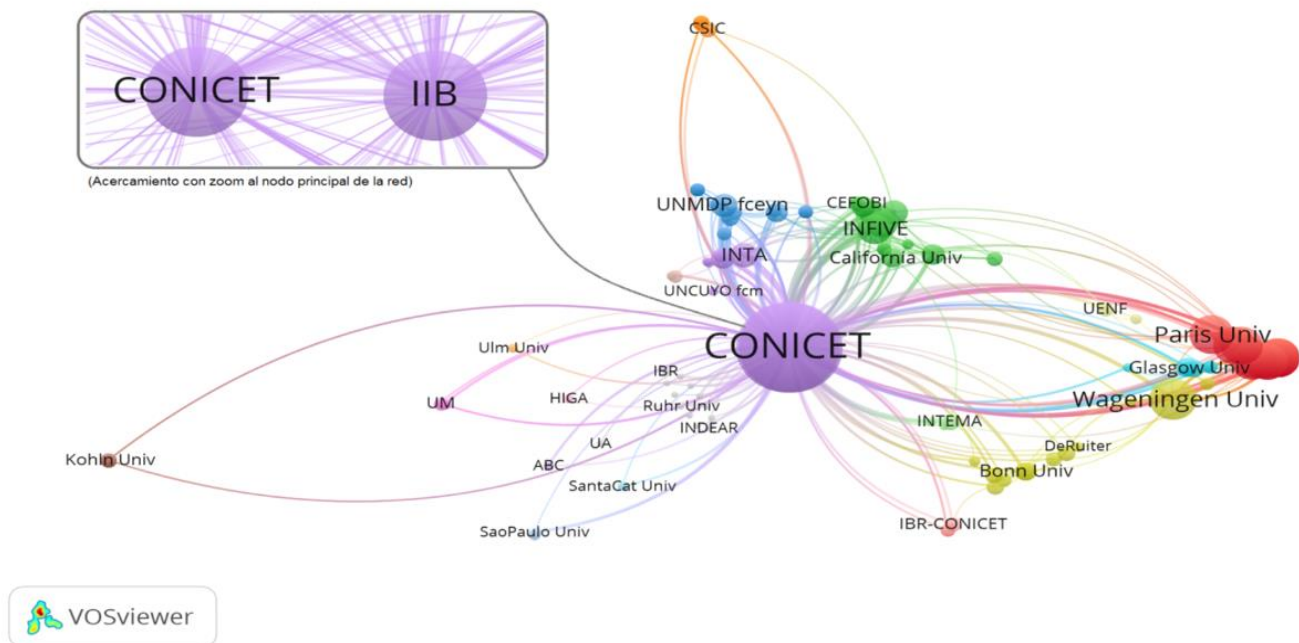 CONICET
IIB
(Acercamiento con zoom al nodo principal de la red)
CSIC
UNMDP fceyn
CEFOBI
INFIVE
INTA
California Univ
UNCUYO fcm
UENF
CONICET
Paris Univ
Ulm Univ
Glasgow Univ
IBR
Wageningen Univ
UM
HIGA
Ruhr Univ
INDEAR
INTEMA
UA
DeRuiter
Kohln Univ
ABC
Bonn Univ
SantaCat Univ
SaoPaulo Univ
IBR-CONICET
VOSviewer